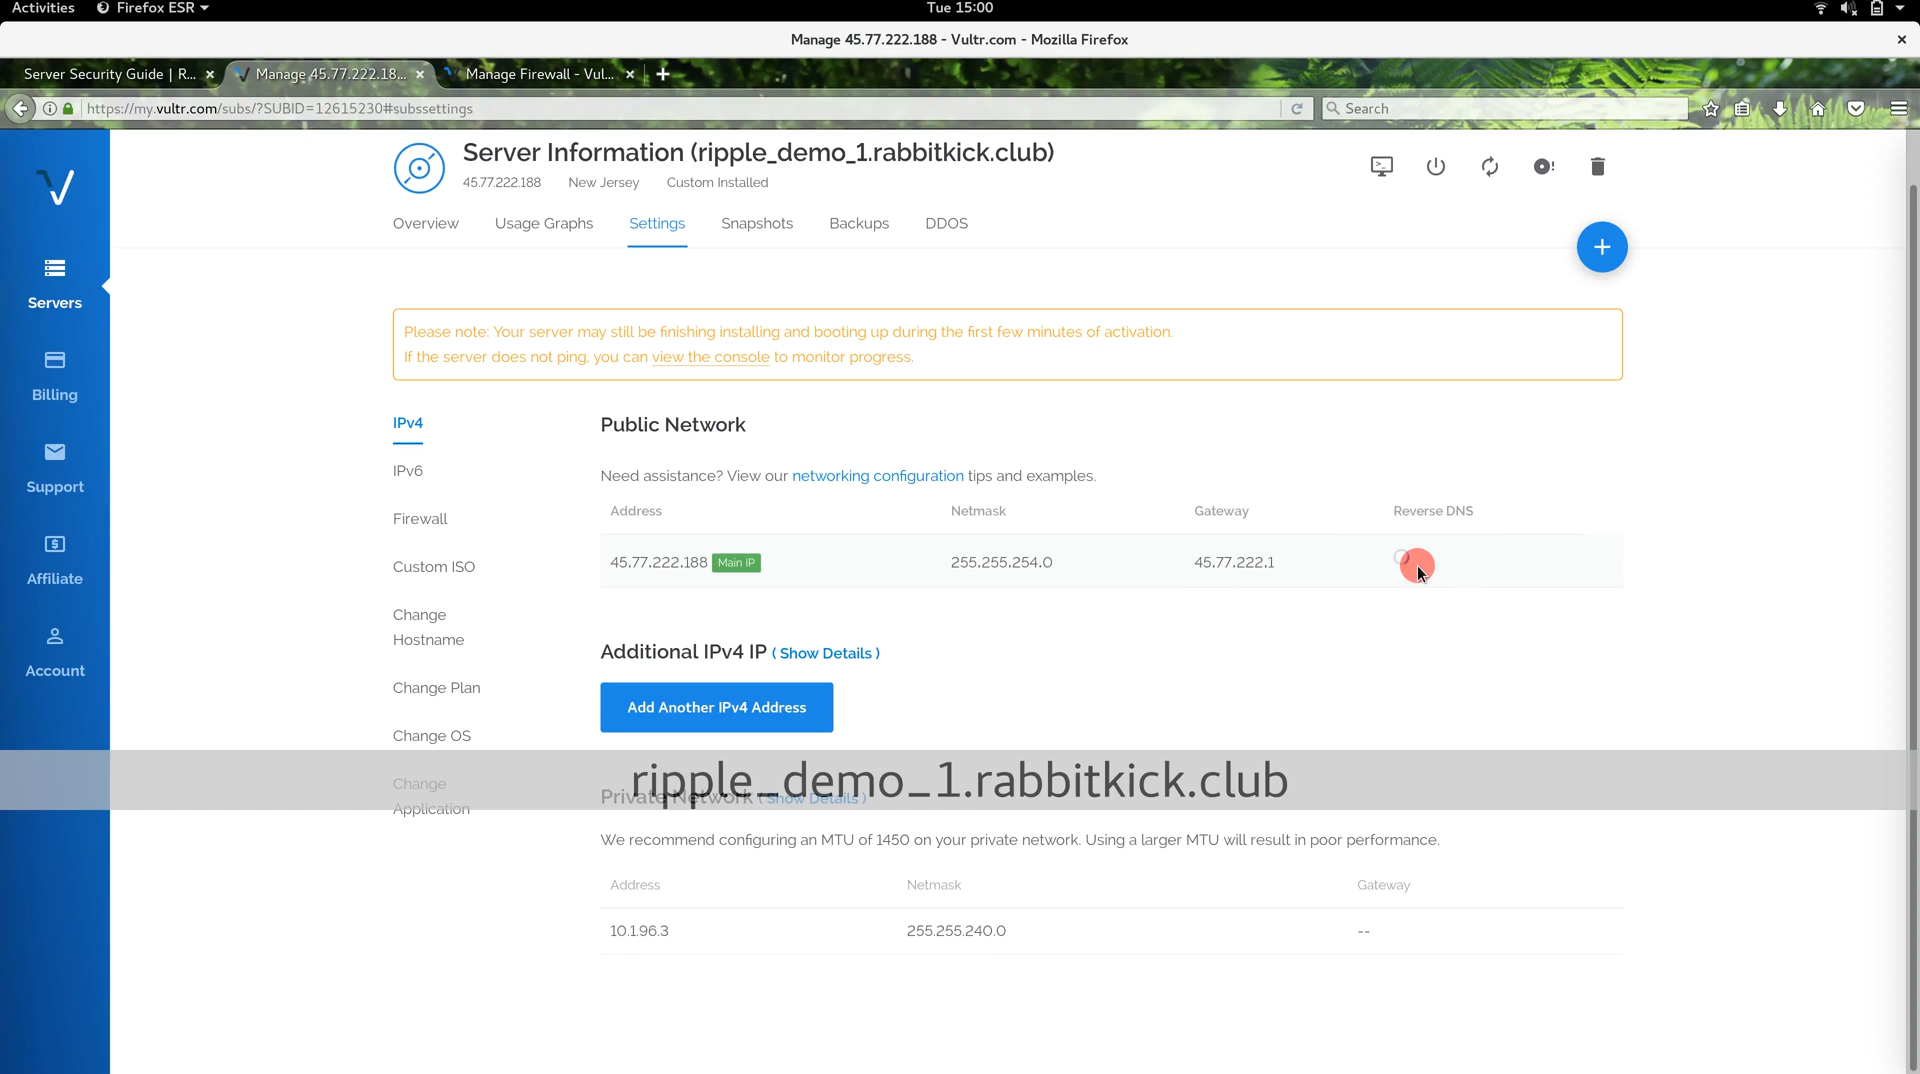 Activities
Firefox ESR
Tue 15:00
Manage 45.77.222.188 - Vultr.com - Mozilla Firefox
Server Security Guide | R...
Manage 45.77.222.18...
Manage Firewall - Vul...
https://my.vultr.com/subs/?SUBID=12615230#subssettings
Search
Server Information (ripple_demo_1.rabbitkick.club)
45.77.222.188 New Jersey Custom Installed
Overview Usage Graphs Settings Snapshots Backups DDOS
Servers
Billing
Support
Affiliate
Account
Please note: Your server may still be finishing installing and booting up during the first few minutes of activation.
If the server does not ping, you can view the console to monitor progress.
IPv4
IPv6
Firewall
Custom ISO
Change
Hostname
Change Plan
Change OS
Change
Application
Public Network
Need assistance? View our networking configuration tips and examples.
Address Netmask Gateway Reverse DNS
45.77.222.188 Main IP 255.255.254.0 45.77.222.1
Additional IPv4 IP ( Show Details )
Add Another IPv4 Address
ripple_demo_1.rabbitkick.club
Private Network ( Show Details )
We recommend configuring an MTU of 1450 on your private network. Using a larger MTU will result in poor performance.
Address Netmask Gateway
10.1.96.3 255.255.240.0 --